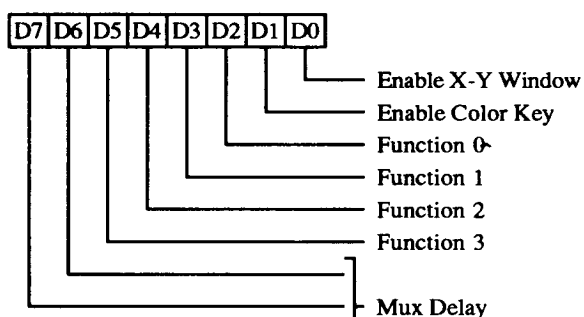 D7 D6 D5 D4 D3 D2 D1 D0
Enable X-Y Window
Enable Color Key
Function 0
Function 1
Function 2
Function 3
Mux Delay